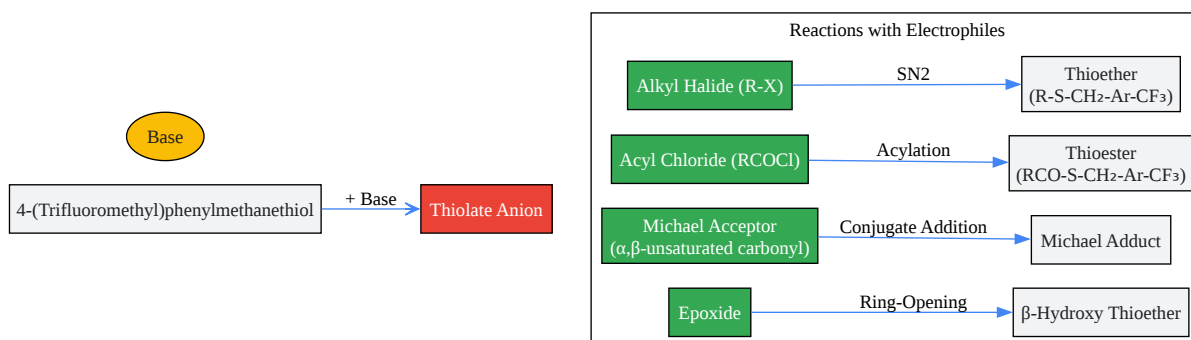 Base
4-(Trifluoromethyl)phenylmethanethiol
+ Base
Thiolate Anion
Reactions with Electrophiles
Alkyl Halide (R-X)
SN2
Thioether
(R-S-CH₂-Ar-CF₃)
Acyl Chloride (RCOCl)
Acylation
Thioester
(RCO-S-CH₂-Ar-CF₃)
Michael Acceptor
(α,β-unsaturated carbonyl)
Conjugate Addition
Michael Adduct
Epoxide
Ring-Opening
β-Hydroxy Thioether